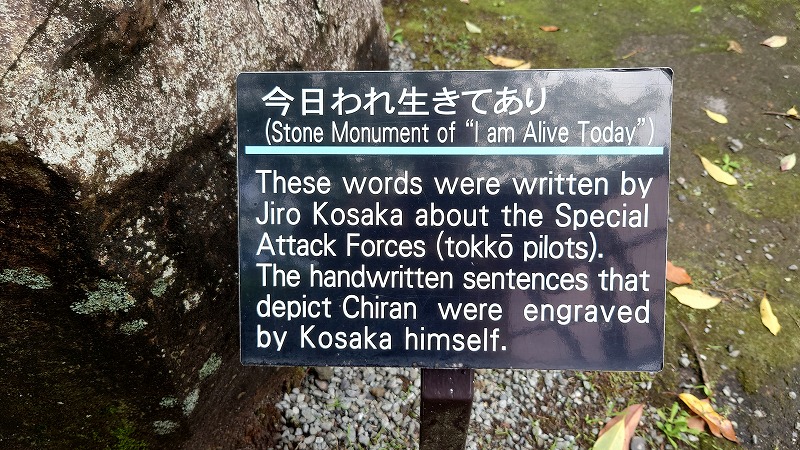 今日われ生きてあり
(Stone Monument of “I am Alive Today”)
These words were written by
Jiro Kosaka about the Special
Attack Forces (tokkō pilots).
The handwritten sentences that
depict Chiran were engraved
by Kosaka himself.